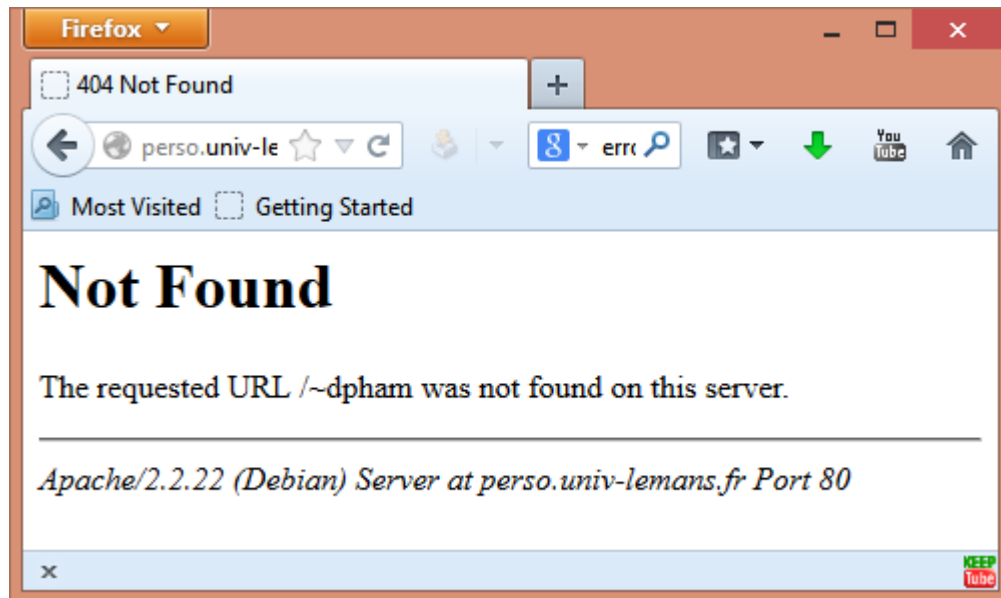 Firefox
404 Not Found
perso.univ-le
8 erro
You Tube
Most Visited Getting Started
Not Found
The requested URL /~dpham was not found on this server.
Apache/2.2.22 (Debian) Server at perso.univ-lemans.fr Port 80
KEEP Tube